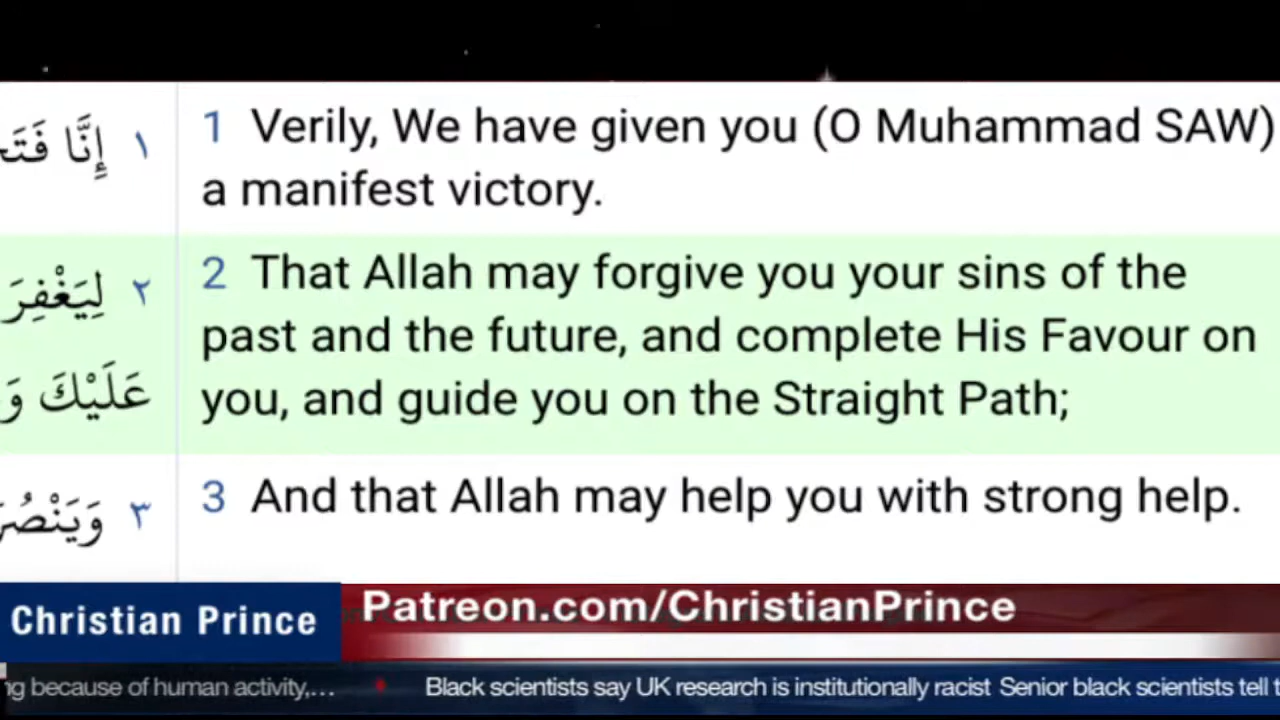 إِنَّا ١
1 Verily, We have given you (O Muhammad SAW)
a manifest victory.
لِيَغْفِرَ ٢
2 That Allah may forgive you your sins of the
past and the future, and complete His Favour on
عَلَيْكَ
you, and guide you on the Straight Path;
٣
3 And that Allah may help you with strong help.
Christian Prince
Patreon.com/ChristianPrince
because of human activity,... Black scientists say UK research is institutionally racist Senior black scientists tell